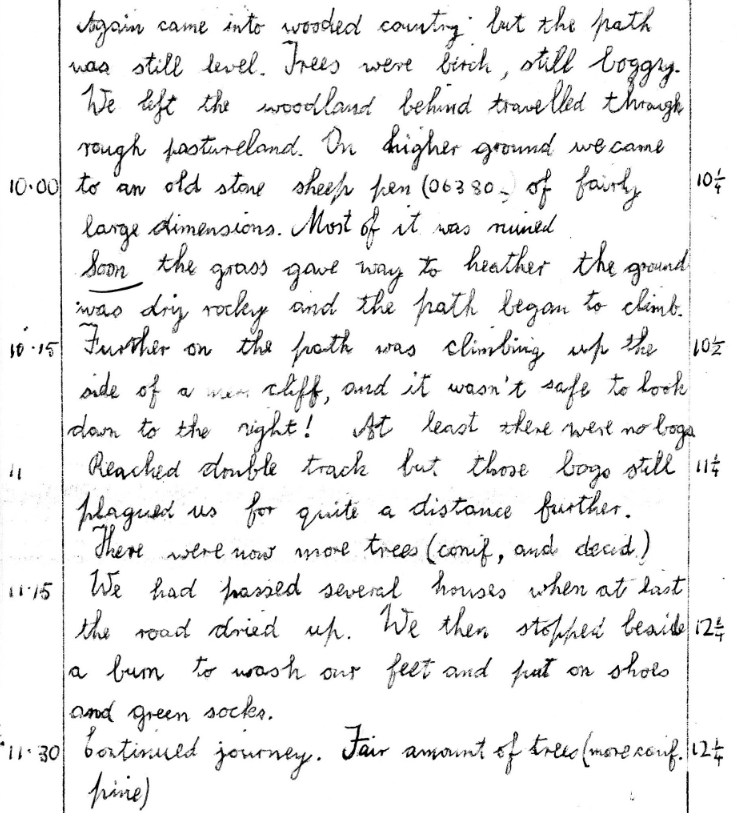 Again came into wooded country but the path
was still level. Trees were birch, still boggy.
We left the woodland behind travelled through
rough pastureland. On higher ground we came
10.00 to an old stone sheep pen (06380 of fairly 10¼
large dimensions. Most of it was ruined
Soon the grass gave way to heather the ground
was dry rocky and the path began to climb.
10.15 Further on the path was climbing up the 10½
side of a cliff, and it wasn't safe to look
down to the right! At least there were no bogs
11 Reached double track but those bogs still 11¼
plagued us for quite a distance further.
There were now more trees (conif, and decid)
11.15 We had passed several houses when at last
the road dried up. We then stopped beside 12¼
a burn to wash our feet and put on shoes
and green socks.
11.30 Continued journey. Fair amount of trees (more conif. 12¼
pine)